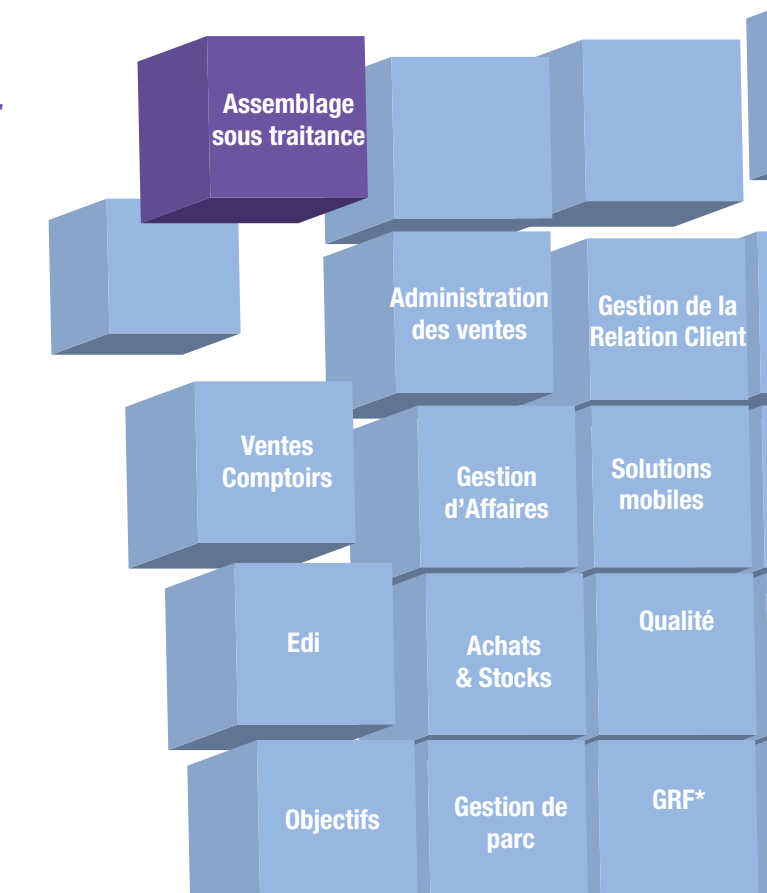 Assemblage
sous traitance
Administration
des ventes
Gestion de la
Relation Client
Ventes
Comptoirs
Gestion
d’Affaires
Solutions
mobiles
Edi
Achats
& Stocks
Qualité
Objectifs
Gestion de
parc
GRF*